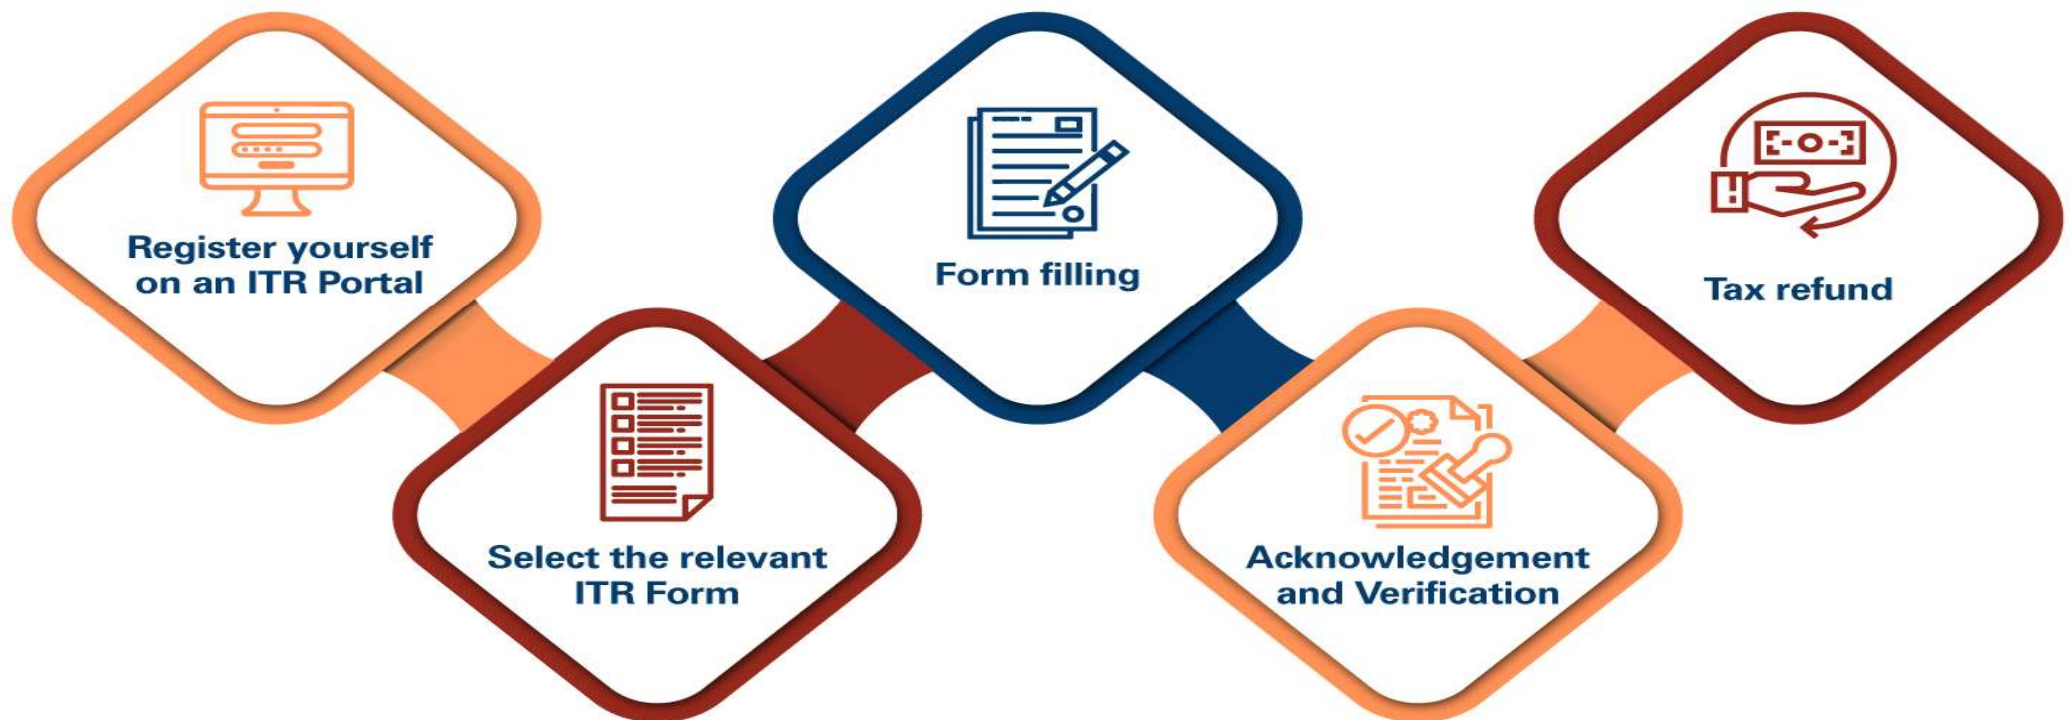 Register yourself
on an ITR Portal
Select the relevant
ITR Form
Form filling
Acknowledgement
and Verification
Tax refund